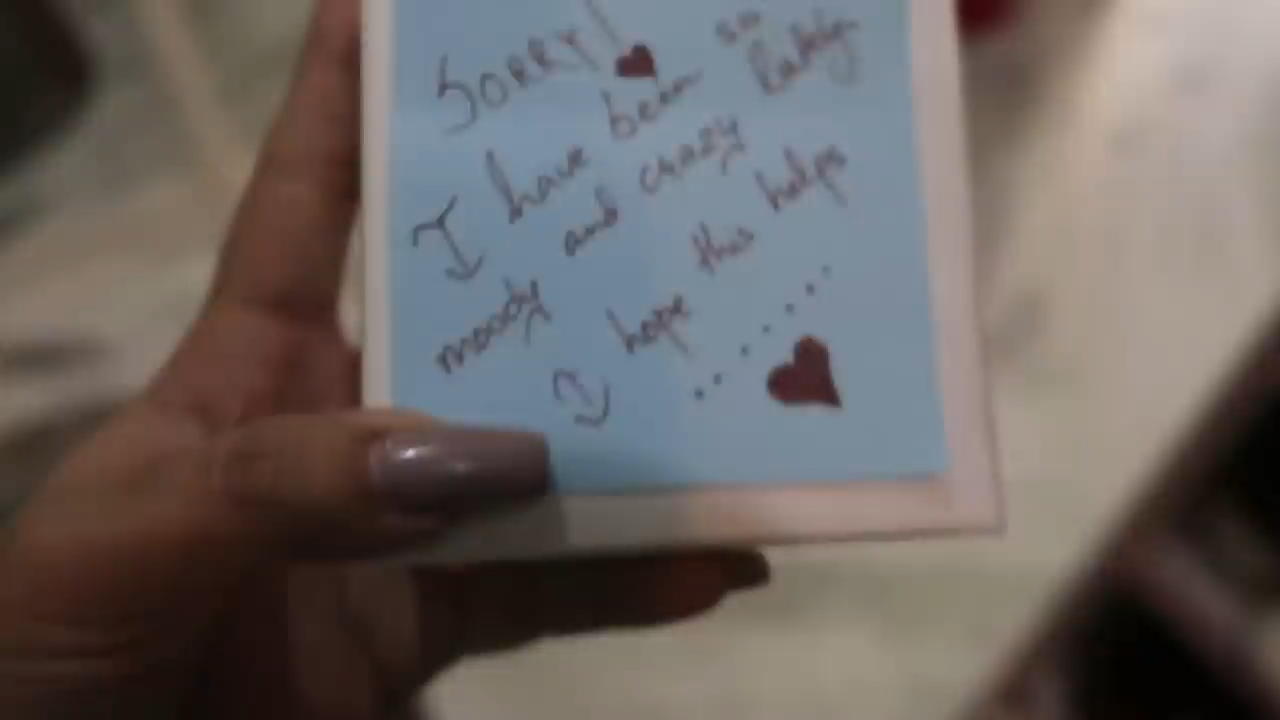 SORRY!
I have been so
moody and crazy lately
I hope this helps
......